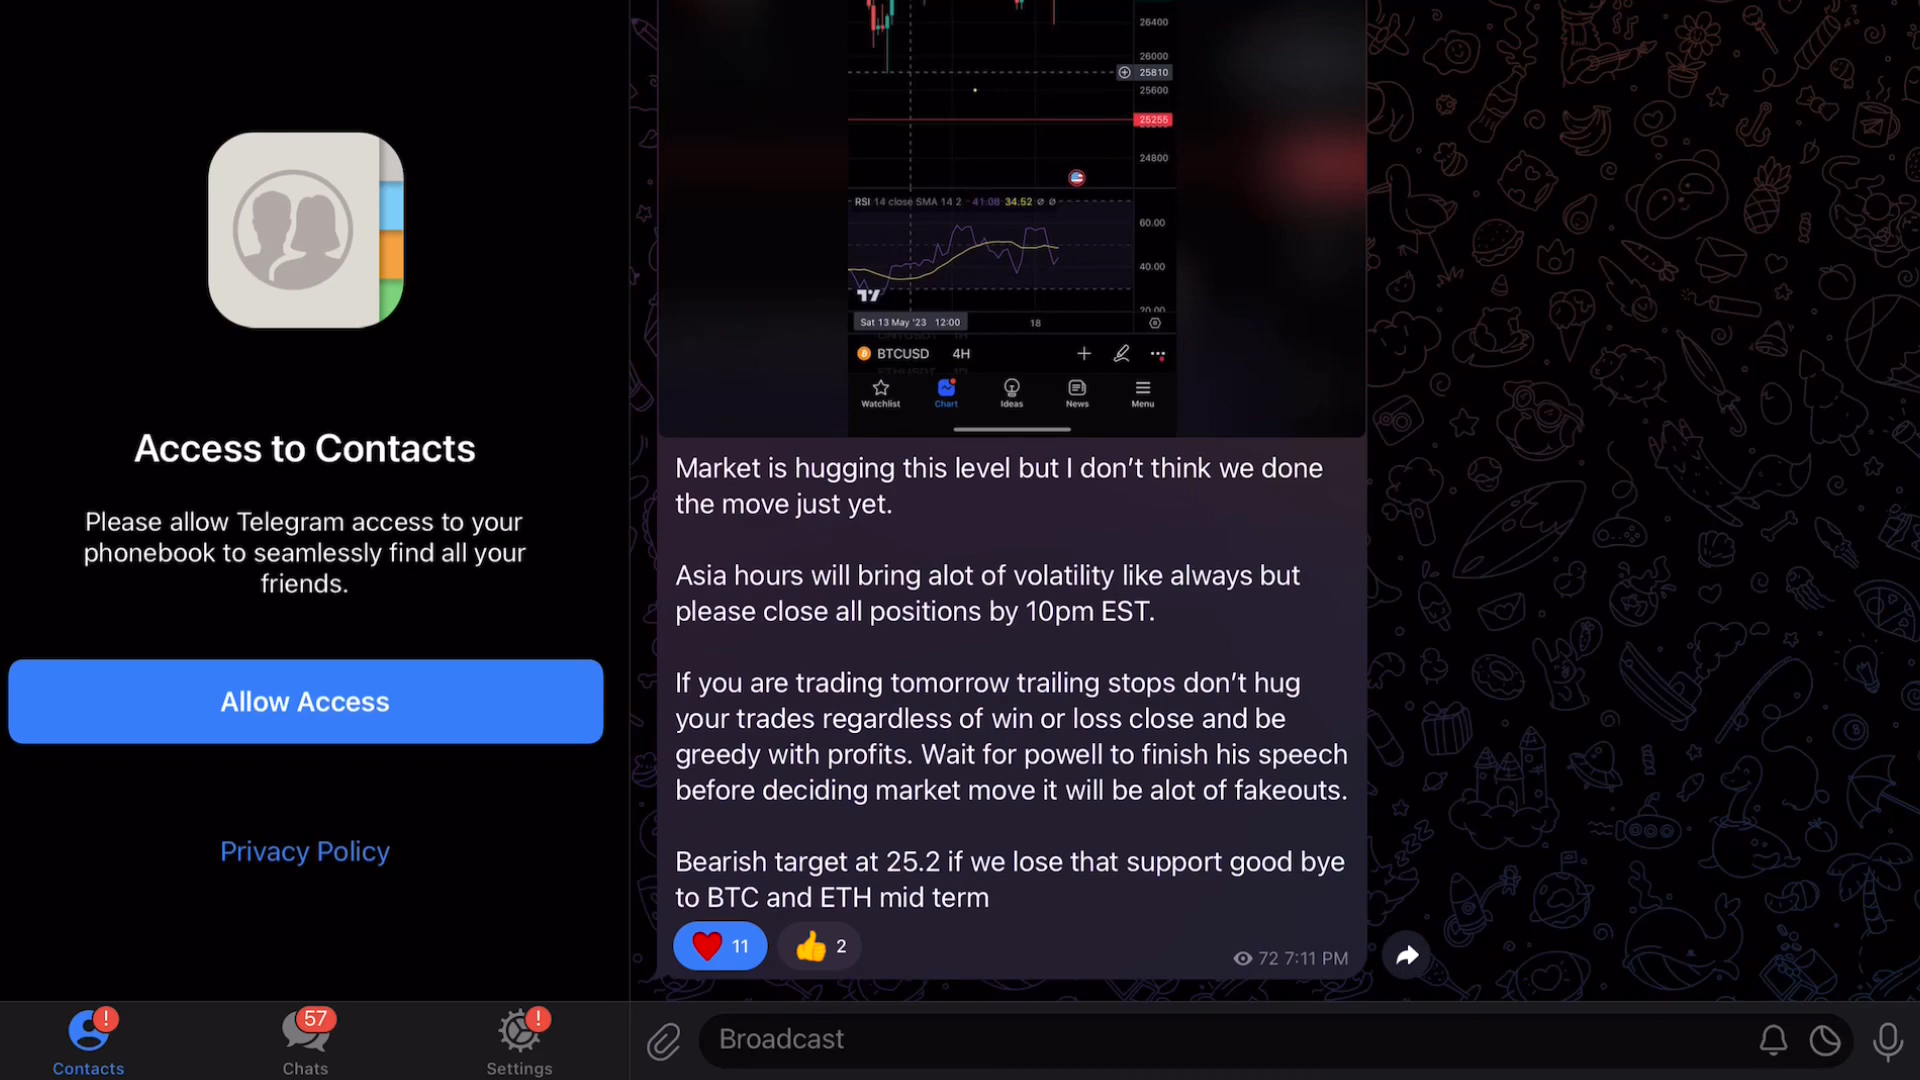 Access to Contacts
Please allow Telegram access to your
phonebook to seamlessly find all your
friends.
Allow Access
Privacy Policy
Contacts
!
Chats
57
Settings
!
26400
26000
25810
25600
25255
24800
RSI 14 close SMA 14 2 41.08 34.52 ∅ ∅
60.00
40.00
20.00
Sat 13 May '23 12:00
18
BTCUSD 4H
Watchlist
Chart
Ideas
News
Menu
Market is hugging this level but I don’t think we done
the move just yet.
Asia hours will bring alot of volatility like always but
please close all positions by 10pm EST.
If you are trading tomorrow trailing stops don’t hug
your trades regardless of win or loss close and be
greedy with profits. Wait for powell to finish his speech
before deciding market move it will be alot of fakeouts.
Bearish target at 25.2 if we lose that support good bye
to BTC and ETH mid term
❤️ 11 👍 2
72 7:11 PM
Broadcast